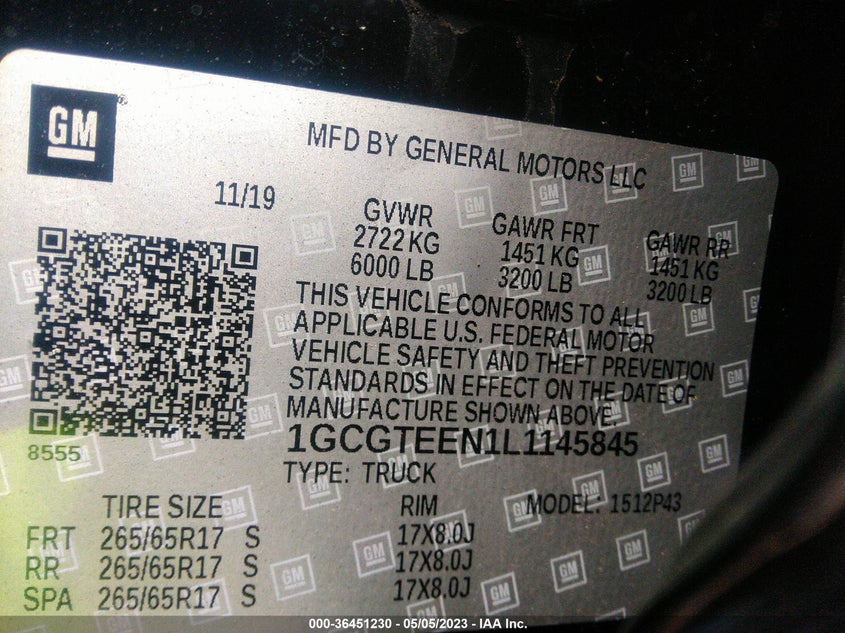 GM®
MFD BY GENERAL MOTORS LLC
11/19
GVWR GAWR FRT GAWR RR
2722 KG 1451 KG 1451 KG
6000 LB 3200 LB 3200 LB
THIS VEHICLE CONFORMS TO ALL
APPLICABLE U.S. FEDERAL MOTOR
VEHICLE SAFETY AND THEFT PREVENTION
STANDARDS IN EFFECT ON THE DATE OF
MANUFACTURE SHOWN ABOVE.
8555
1GCGTEEN1L1145845
TYPE: TRUCK
TIRE SIZE RIM MODEL: 1512P43
FRT 265/65R17 S 17X8.0J
RR 265/65R17 S 17X8.0J
SPA 265/65R17 S 17X8.0J
000-36451230 - 05/05/2023 - IAA Inc.